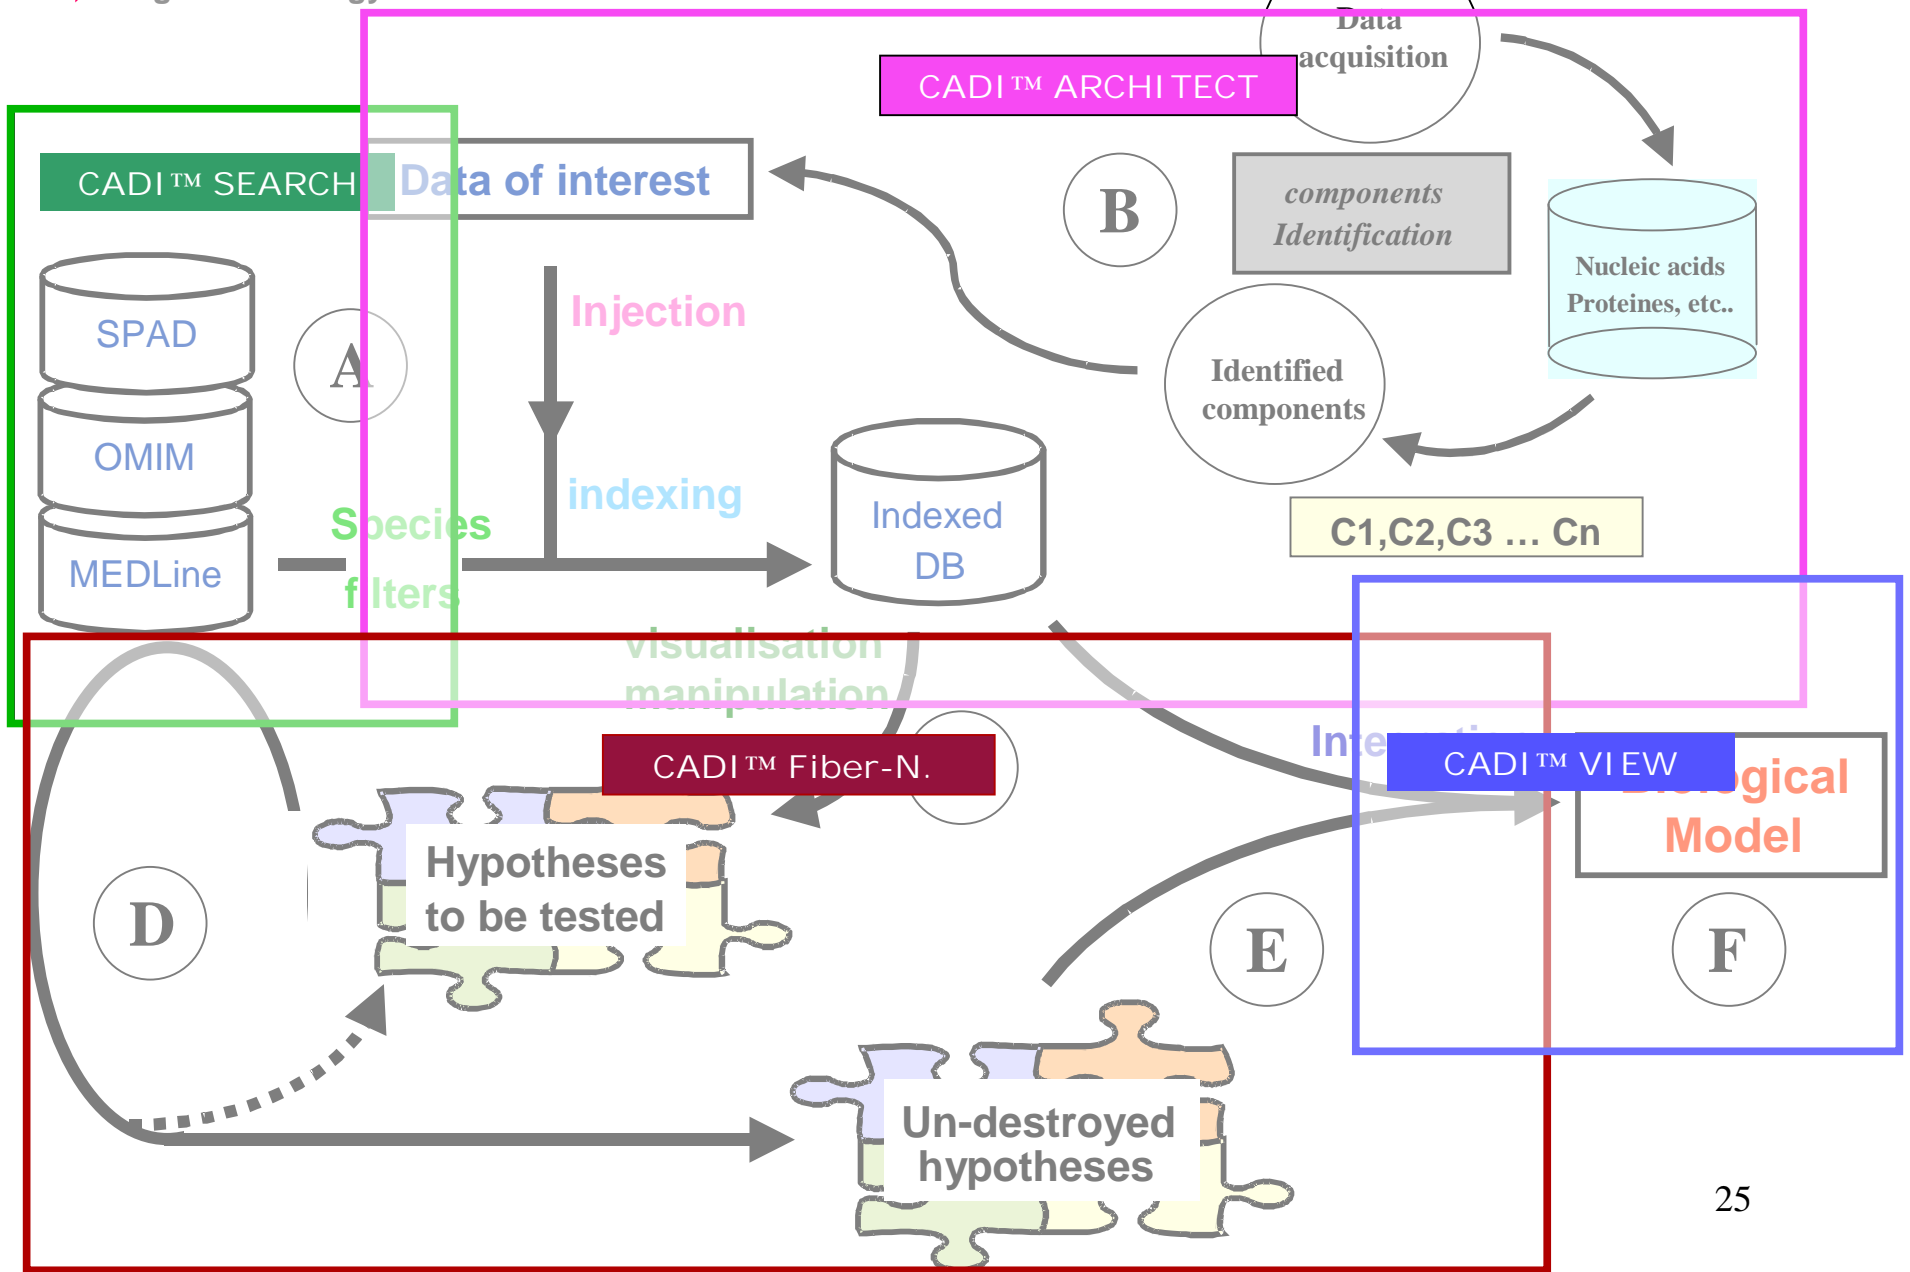 Data
acquisition
CADI™ ARCHITECT
CADI™ SEARCH
Data of interest
B
components
Identification
Nucleic acids
Proteines, etc..
SPAD
A
Injection
Identified
components
OMIM
indexing
Indexed
DB
C1,C2,C3 ... Cn
Species
filters
MEDLine
visualisation
manipulation
CADI™ Fiber-N.
CADI™ VIEW
Model
Hypotheses
to be tested
D
E
F
Un-destroyed
hypotheses
25